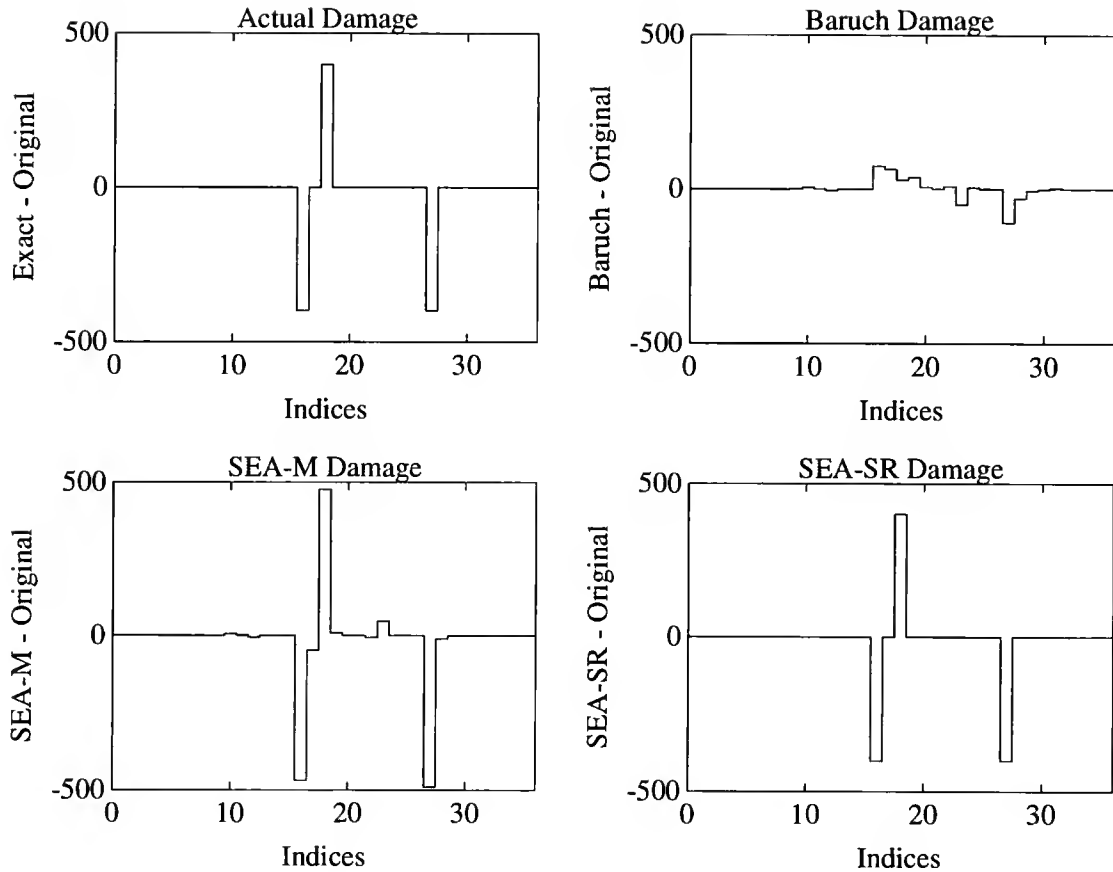 Actual Damage
500
0
-500
Exact - Original
0 10 20 30
Indices
Baruch Damage
500
0
-500
Baruch - Original
0 10 20 30
Indices
SEA-M Damage
500
0
-500
SEA-M - Original
0 10 20 30
Indices
SEA-SR Damage
500
0
-500
SEA-SR - Original
0 10 20 30
Indices